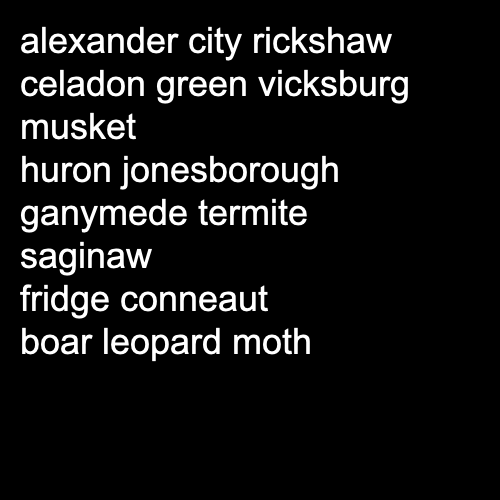 alexander city rickshaw
celadon green vicksburg
musket
huron jonesborough
ganymede termite
saginaw
fridge conneaut
boar leopard moth